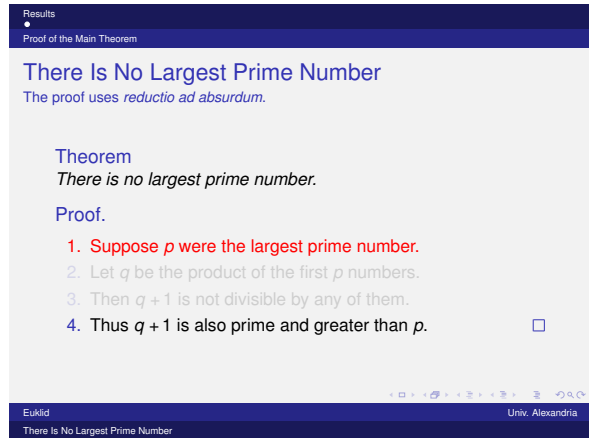 Results
Proof of the Main Theorem
There Is No Largest Prime Number
The proof uses reductio ad absurdum.
Theorem
There is no largest prime number.
Proof.
1. Suppose p were the largest prime number.
2. Let q be the product of the first p numbers.
3. Then q + 1 is not divisible by any of them.
4. Thus q + 1 is also prime and greater than p.
Euklid Univ. Alexandria
There Is No Largest Prime Number